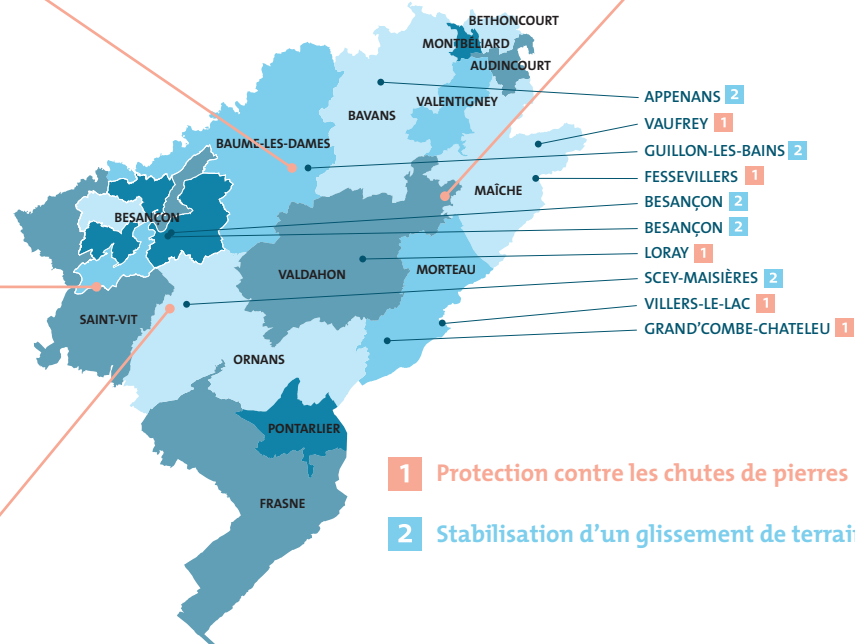 BETHONCOURT
MONTBÉLIARD
AUDINCOURT
VALENTIGNEY
BAVANS
BAUME-LES-DAMES
MAÎCHE
BESANÇON
VALDAHON
MORTEAU
SAINT-VIT
ORNANS
PONTARLIER
FRASNE
APPENANS 2
VAUFREY 1
GUILLON-LES-BAINS 2
FESSEVILLERS 1
BESANÇON 2
BESANÇON 2
LORAY 1
SCEY-MAISIÈRES 2
VILLERS-LE-LAC 1
GRAND'COMBE-CHATELEU 1
1 Protection contre les chutes de pierres
2 Stabilisation d'un glissement de terrai